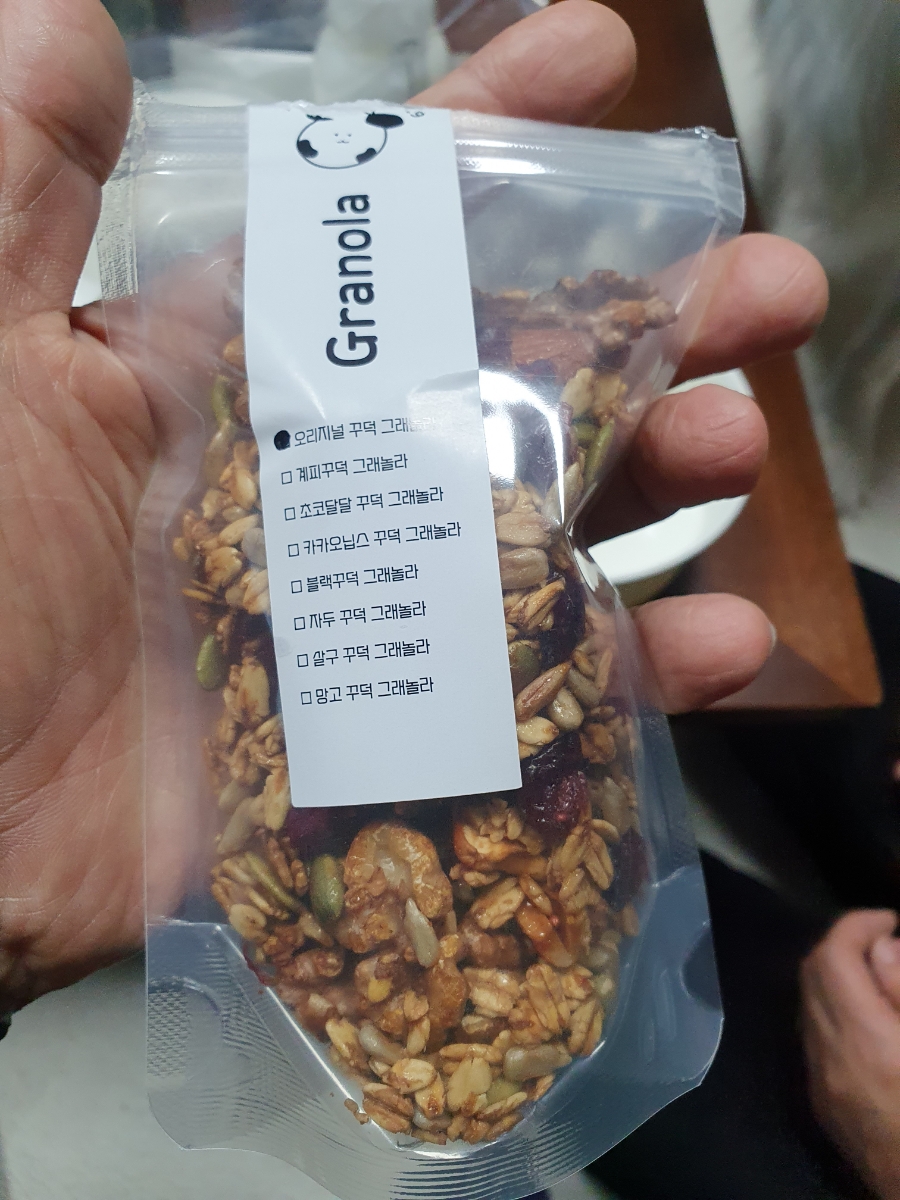 Granola
오리지널 꾸덕 그래놀라
□ 계피꾸덕 그래놀라
□ 초코달달 꾸덕 그래놀라
□ 카카오닙스 꾸덕 그래놀라
□ 블랙꾸덕 그래놀라
□ 자두 꾸덕 그래놀라
□ 살구 꾸덕 그래놀라
□ 망고 꾸덕 그래놀라